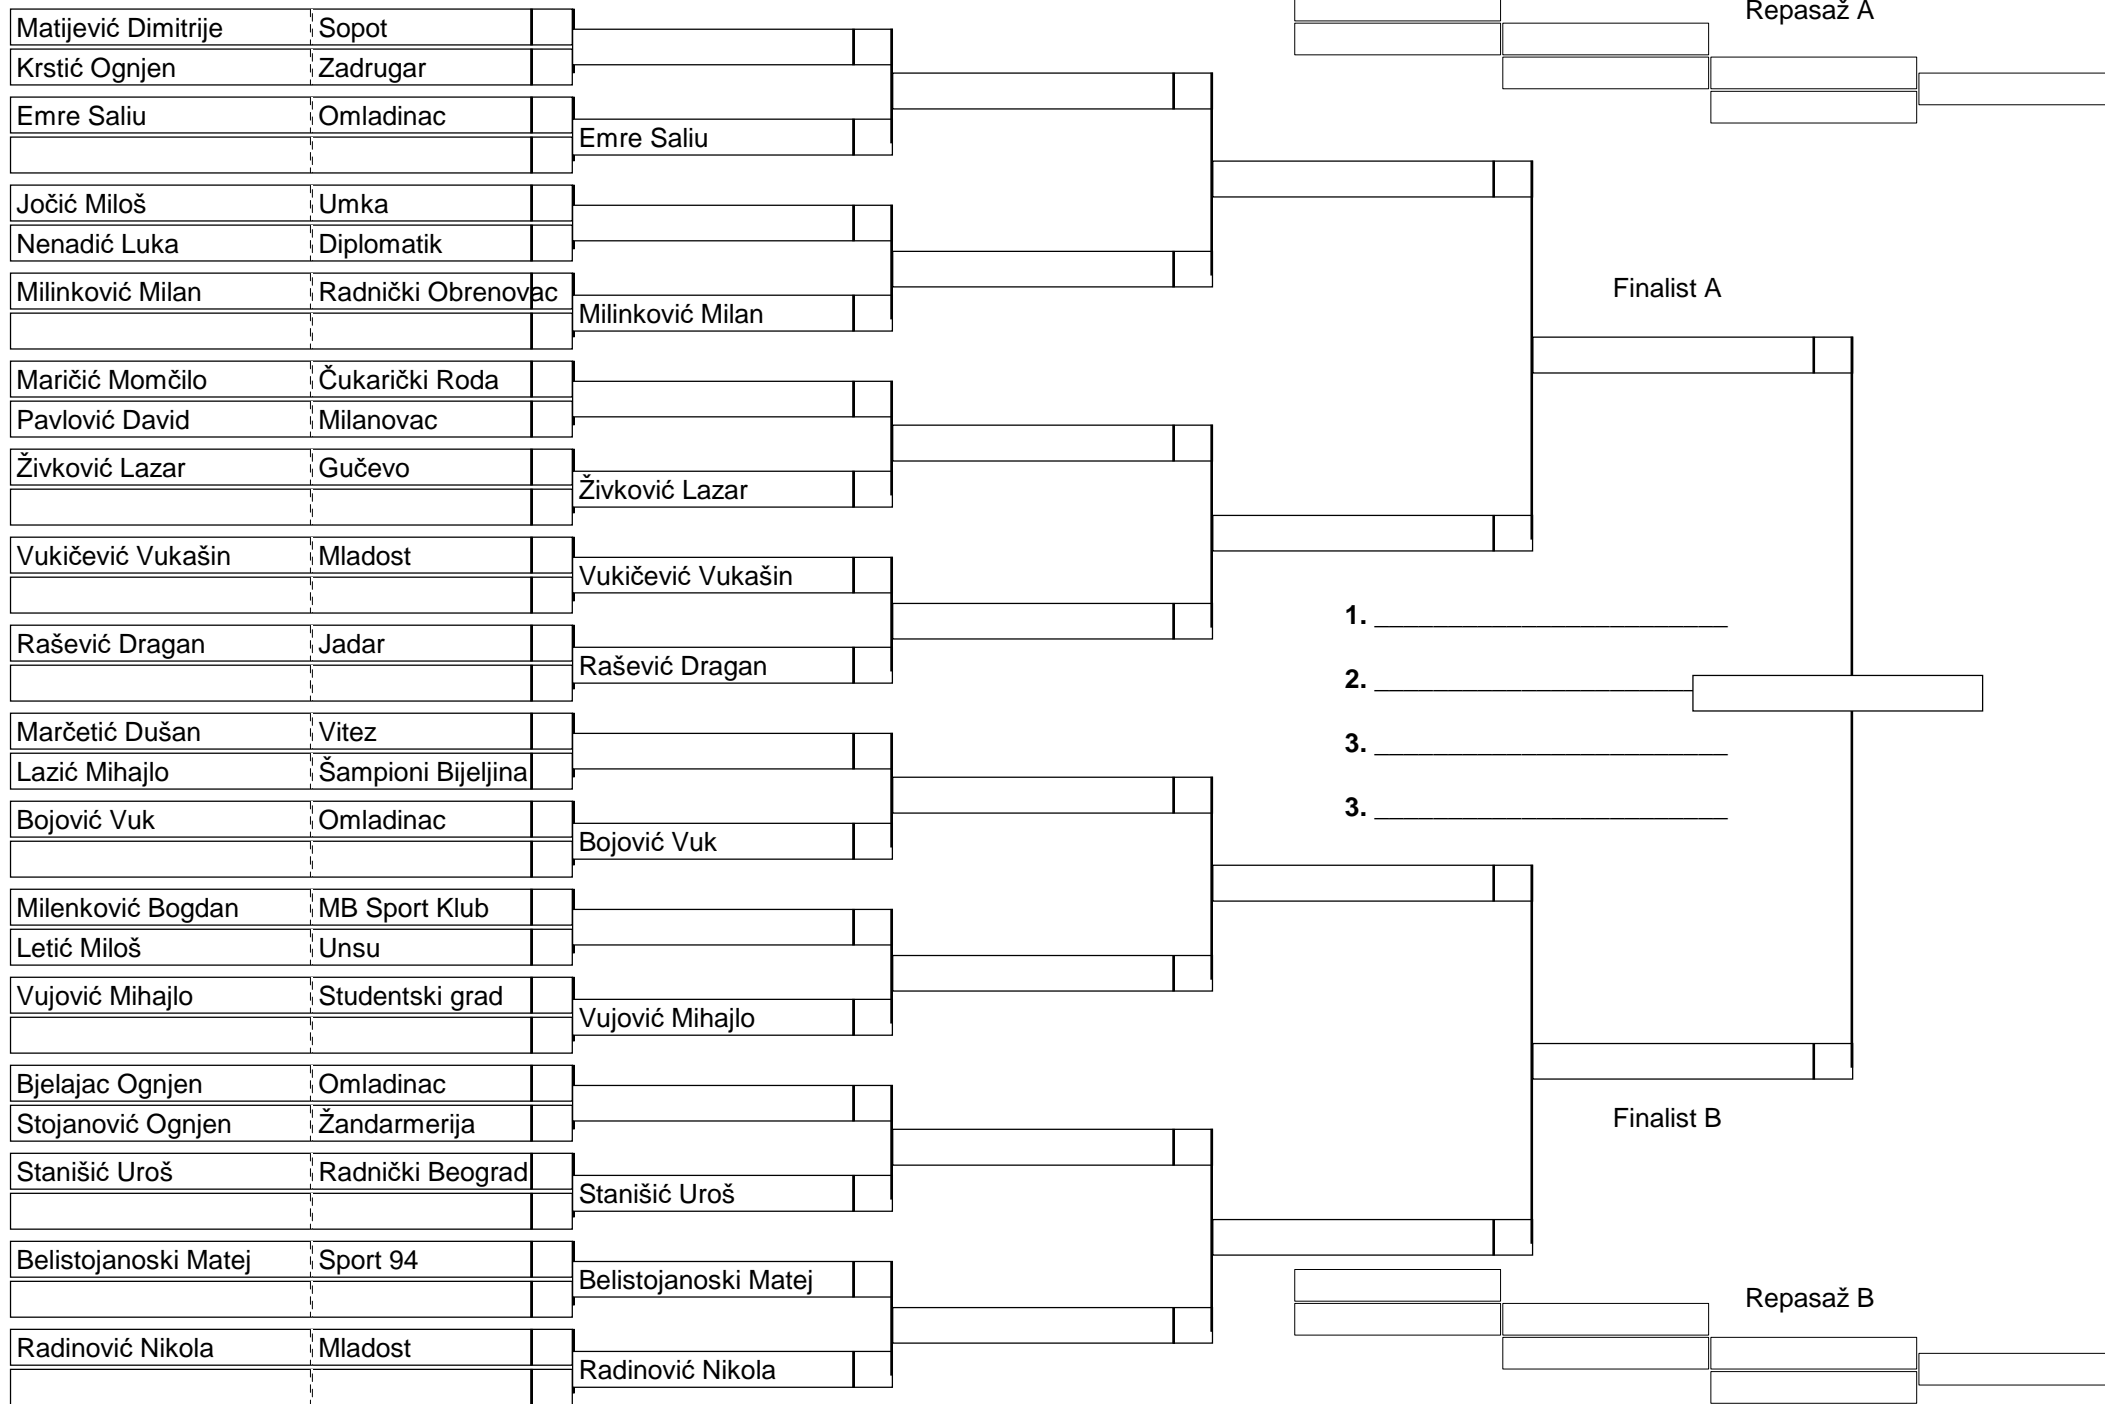 Repasaž A
Matijević Dimitrije Sopot
Krstić Ognjen Zadrugar
Emre Saliu Omladinac
Emre Saliu
Jočić Miloš Umka
Nenadić Luka Diplomatik
Milinković Milan Radnički Obrenovac
Milinković Milan
Finalist A
Maričić Momčilo Čukarički Roda
Pavlović David Milanovac
Živković Lazar Gučevo
Živković Lazar
Vukičević Vukašin Mladost
Vukičević Vukašin
Rašević Dragan Jadar
Rašević Dragan
1. ________________________
2. ________________________
3. ________________________
3. ________________________
Marčetić Dušan Vitez
Lazić Mihajlo Šampioni Bijeljina
Bojović Vuk Omladinac
Bojović Vuk
Milenković Bogdan MB Sport Klub
Letić Miloš Unsu
Vujović Mihajlo Studentski grad
Vujović Mihajlo
Bjelajac Ognjen Omladinac
Stojanović Ognjen Žandarmerija
Finalist B
Stanišić Uroš Radnički Beograd
Stanišić Uroš
Belistojanoski Matej Sport 94
Belistojanoski Matej
Repasaž B
Radinović Nikola Mladost
Radinović Nikola